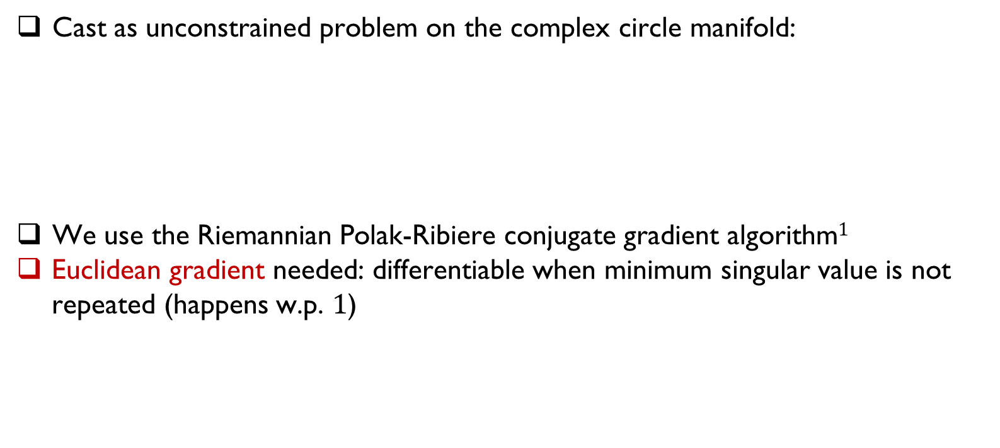 ❑ Cast as unconstrained problem on the complex circle manifold:
❑ We use the Riemannian Polak-Ribiere conjugate gradient algorithm¹
❑ Euclidean gradient needed: differentiable when minimum singular value is not
repeated (happens w.p. 1)